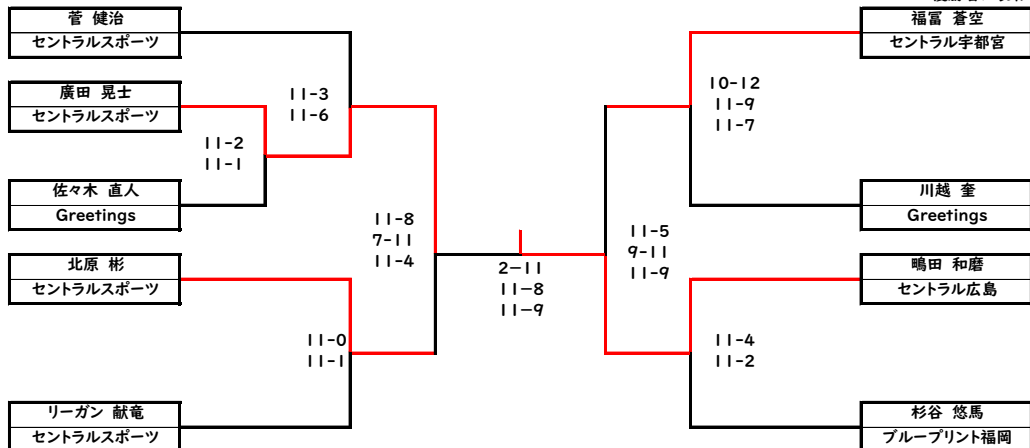 菅 健治
セントラルスポーツ
廣田 晃士
セントラルスポーツ
佐々木 直人
Greetings
北原 彬
セントラルスポーツ
リーガン 献竜
セントラルスポーツ
11-3
11-6
11-2
11-1
11-8
7-11
11-4
11-0
11-1
2-11
11-8
11-9
11-5
9-11
11-9
10-12
11-9
11-7
11-4
11-2
福冨 蒼空
セントラル宇都宮
川越 奎
Greetings
鴫田 和磨
セントラル広島
杉谷 悠馬
ブループリント福岡